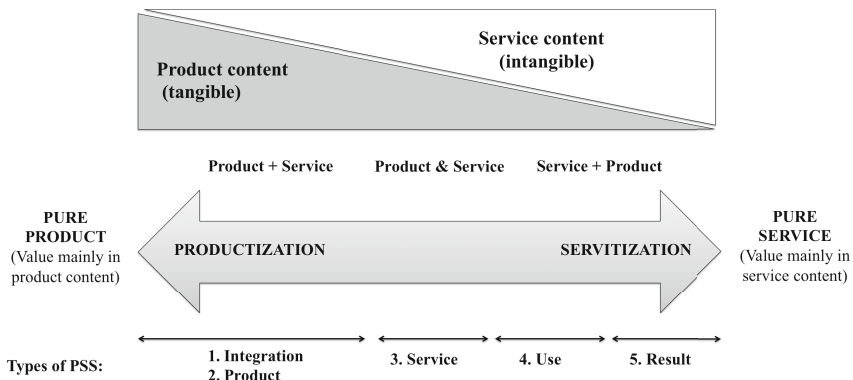 Service content
(intangible)
Product content
(tangible)
Product + Service
Product & Service
Service + Product
PURE
PRODUCT
(Value mainly in
product content)
PRODUCTIZATION
SERVITIZATION
PURE
SERVICE
(Value mainly in
service content)
Types of PSS:
1. Integration
2. Product
3. Service
4. Use
5. Result